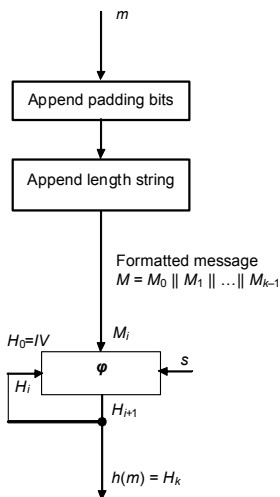 m
Append padding bits
Append length string
Formatted message
M = M₀ || M₁ || …|| Mₖ₋₁
Mᵢ
H₀=IV
φ
s
Hᵢ
Hᵢ₊₁
h(m) = Hₖ